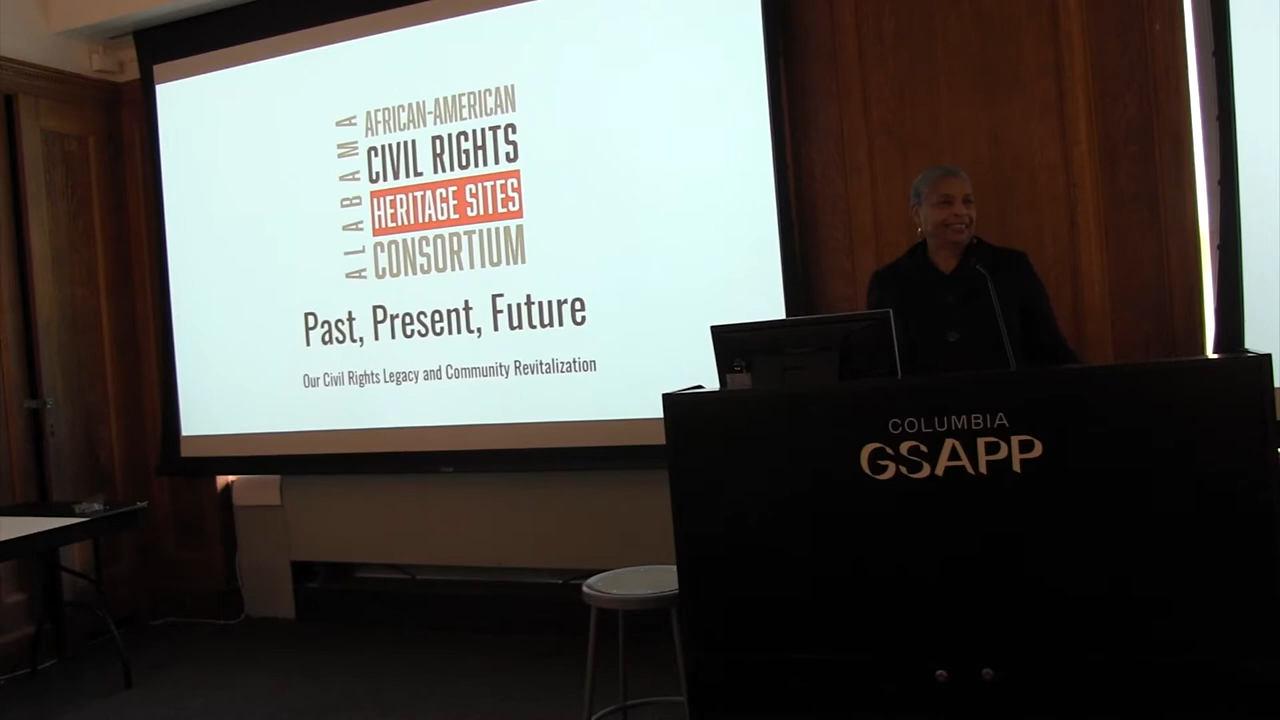 ALABAMA
AFRICAN-AMERICAN
CIVIL RIGHTS
HERITAGE SITES
CONSORTIUM
Past, Present, Future
Our Civil Rights Legacy and Community Revitalization
COLUMBIA
GSAPP